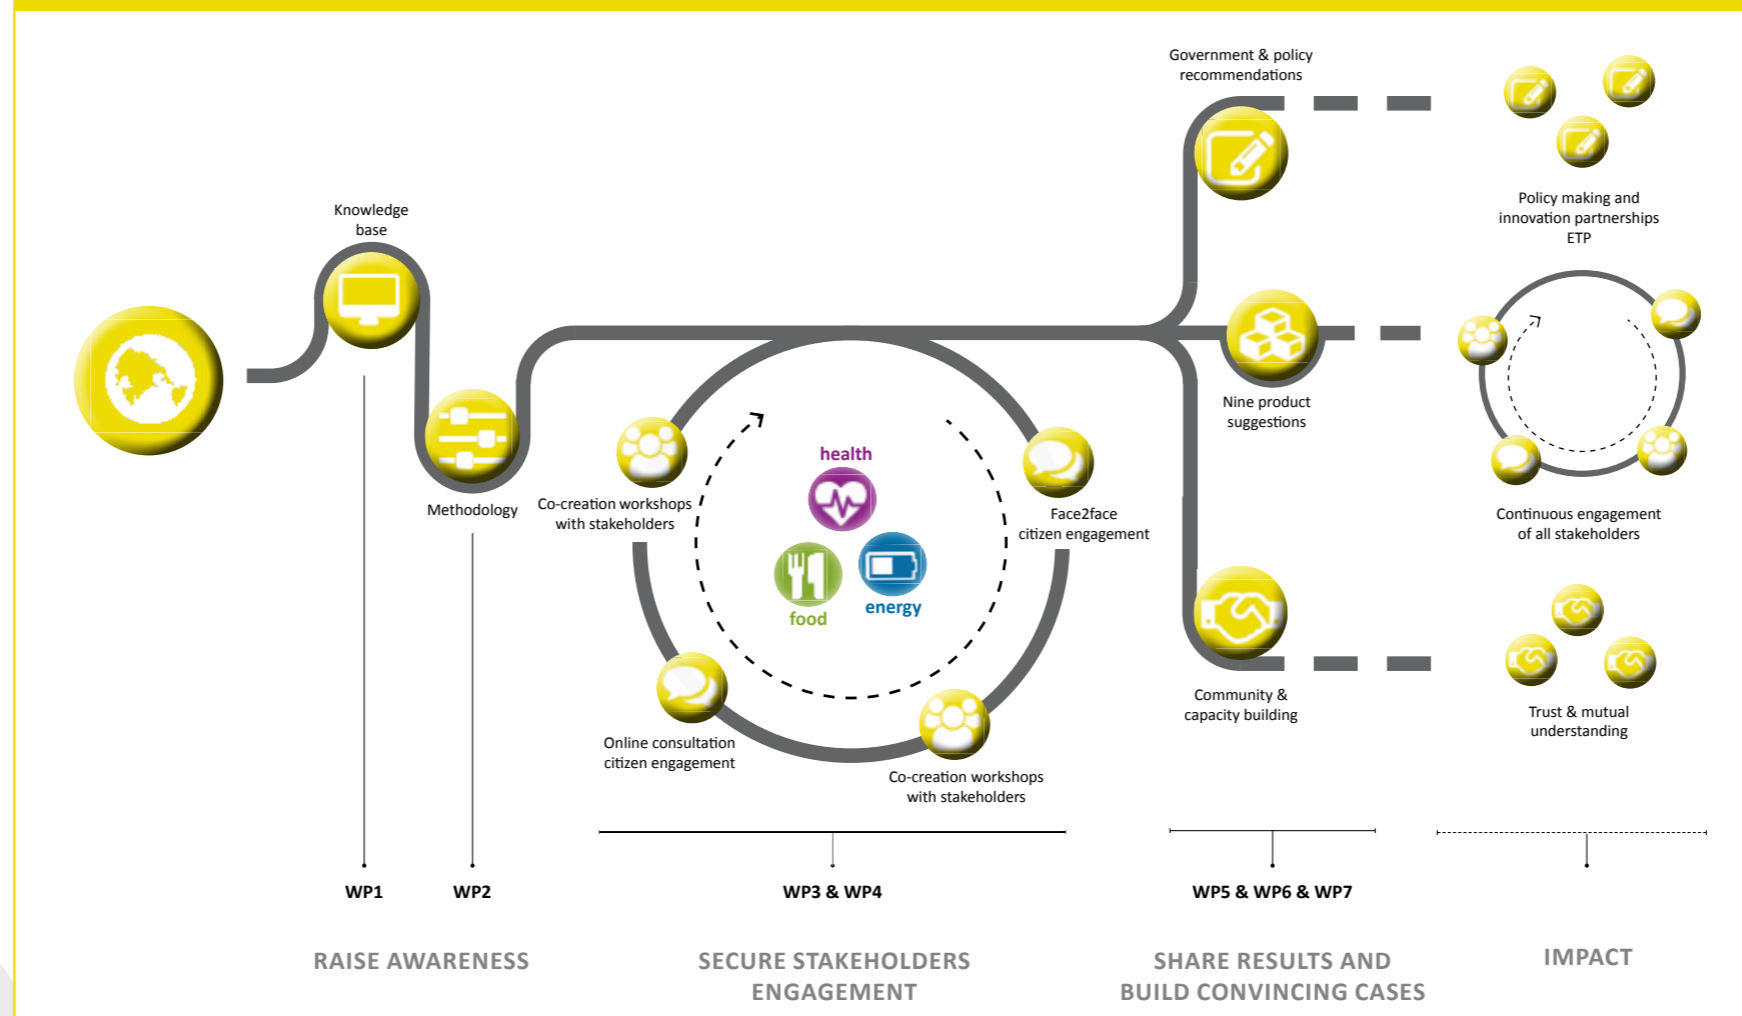 Government & policy
recommendations
Policy making and
innovation partnerships
ETP
Knowledge
base
Methodology
health
food
energy
Co-creation workshops
with stakeholders
Face2face
citizen engagement
Online consultation
citizen engagement
Co-creation workshops
with stakeholders
Nine product
suggestions
Continuous engagement
of all stakeholders
Community &
capacity building
Trust & mutual
understanding
WP1
WP2
WP3 & WP4
WP5 & WP6 & WP7
RAISE AWARENESS
SECURE STAKEHOLDERS
ENGAGEMENT
SHARE RESULTS AND
BUILD CONVINCING CASES
IMPACT